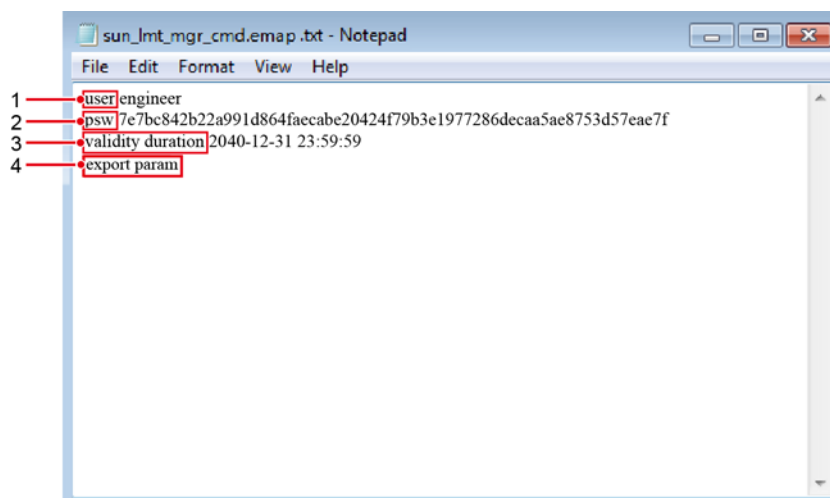 sun_lmt_mgr_cmd.emap .txt - Notepad
File Edit Format View Help
1 user engineer
2 psw 7e7bc842b22a991d864faecabe20424f79b3e1977286decaa5ae8753d57eae7f
3 validity duration 2040-12-31 23:59:59
4 export param